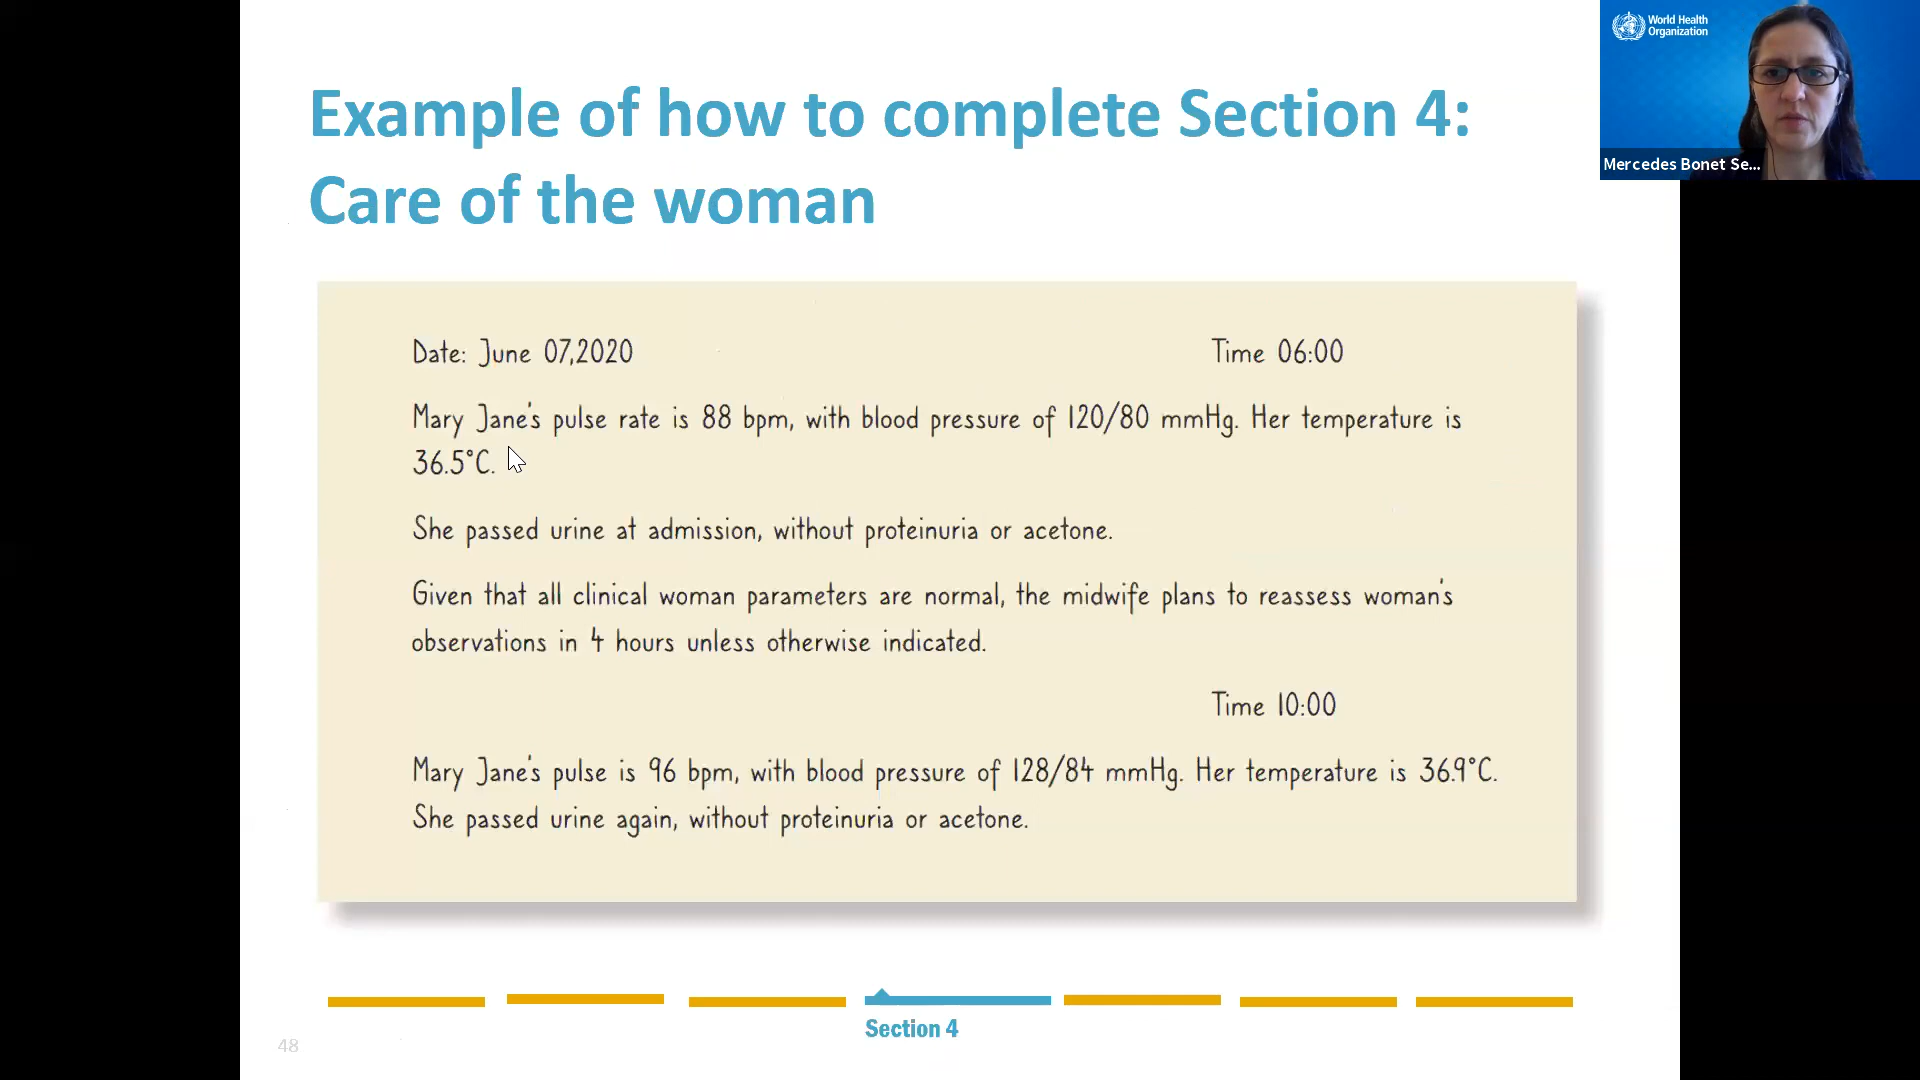 World Health
Organization
Mercedes Bonet Se...
Example of how to complete Section 4:
Care of the woman
Date: June 07,2020 Time 06:00
Mary Jane's pulse rate is 88 bpm, with blood pressure of 120/80 mmHg. Her temperature is
36.5°C.
She passed urine at admission, without proteinuria or acetone.
Given that all clinical woman parameters are normal, the midwife plans to reassess woman's
observations in 4 hours unless otherwise indicated.
Time 10:00
Mary Jane's pulse is 96 bpm, with blood pressure of 128/84 mmHg. Her temperature is 36.9°C.
She passed urine again, without proteinuria or acetone.
Section 4
48